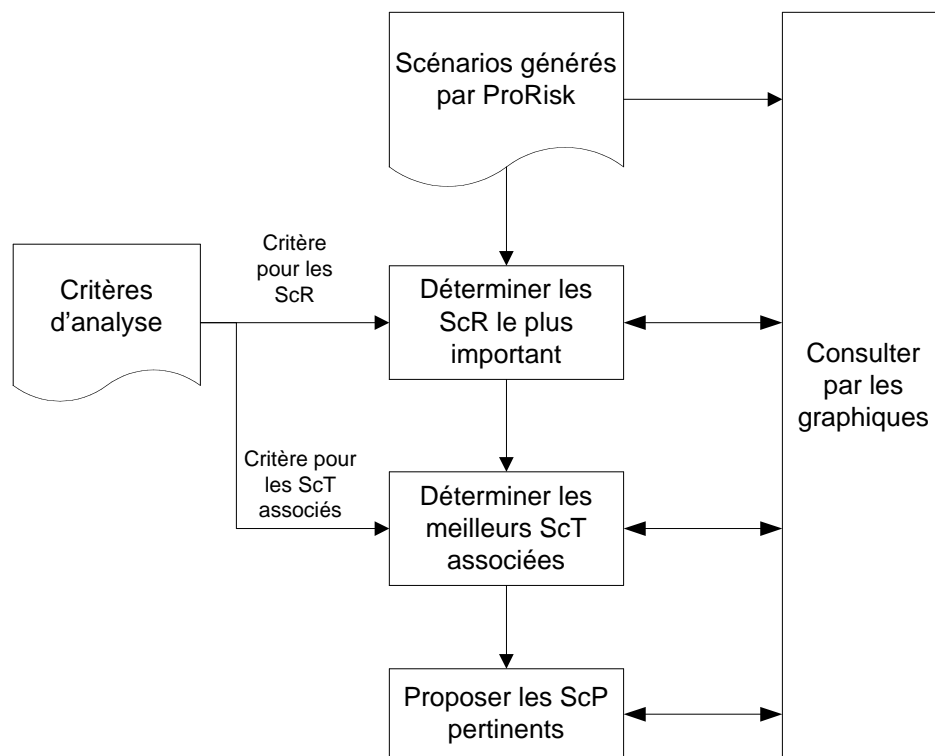 Scénarios générés
par ProRisk
Critère
pour les
ScR
Critères
d'analyse
Déterminer les
ScR le plus
important
Consulter
par les
graphiques
Critère pour
les ScT
associés
Déterminer les
meilleurs ScT
associées
Proposer les ScP
pertinents